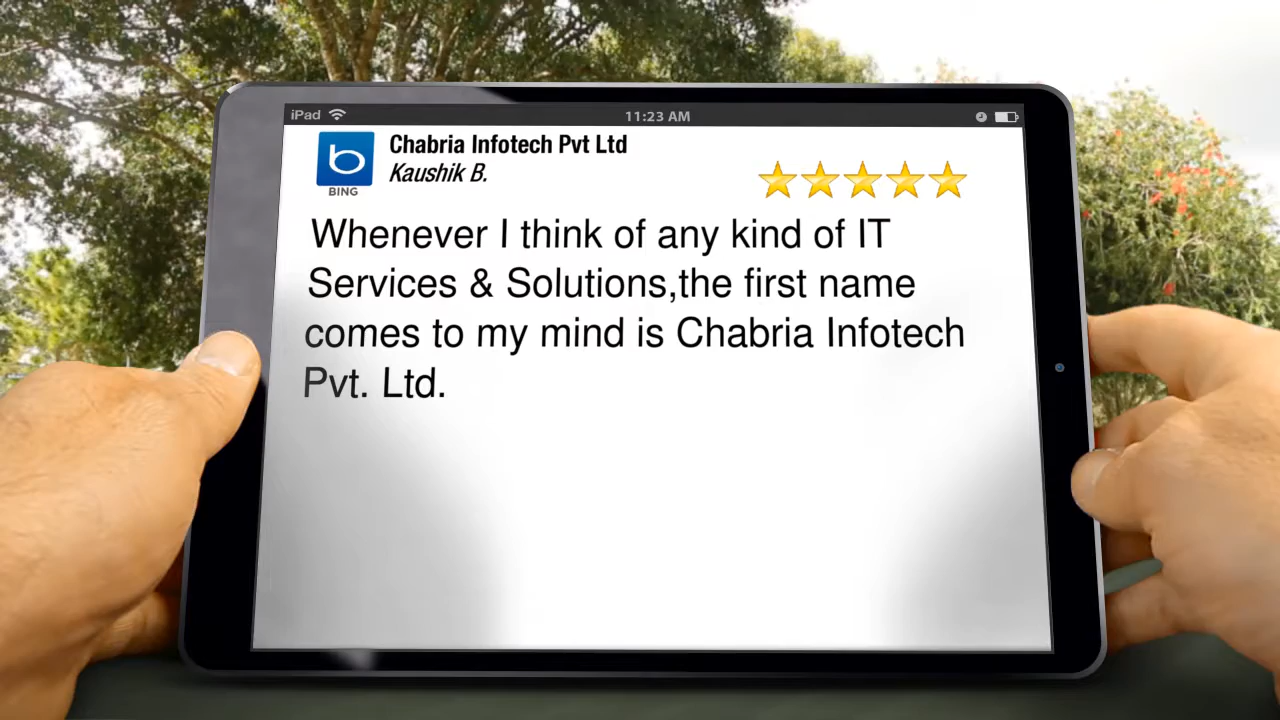 iPad 11:23 AM
b
BING
Chabria Infotech Pvt Ltd
Kaushik B.
Whenever I think of any kind of IT
Services & Solutions,the first name
comes to my mind is Chabria Infotech
Pvt. Ltd.